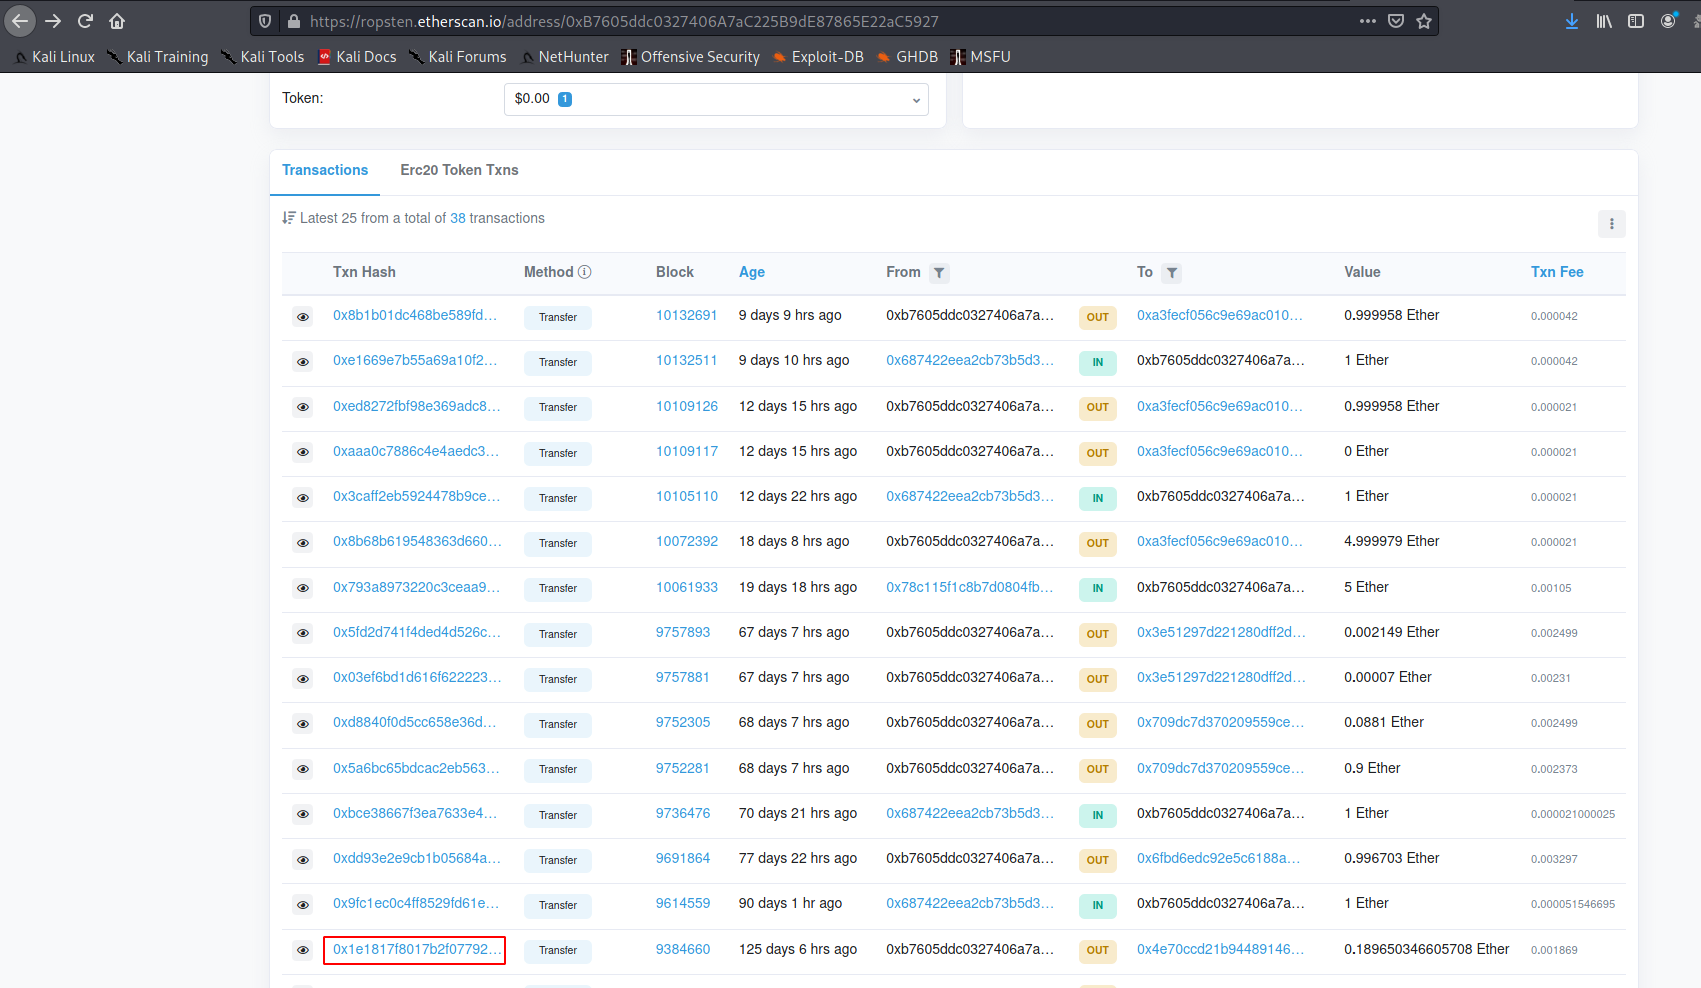 https://ropsten.etherscan.io/address/0xB7605ddc0327406A7aC225B9dE87865E22aC5927
Kali Linux Kali Training Kali Tools Kali Docs Kali Forums NetHunter Offensive Security Exploit-DB GHDB MSFU
Token: $0.00 1
Transactions Erc20 Token Txns
Latest 25 from a total of 38 transactions
Txn Hash Method Block Age From To Value Txn Fee
0x8b1b01dc468be589fd... Transfer 10132691 9 days 9 hrs ago 0xb7605ddc0327406a7a... OUT 0xa3fecf056c9e69ac010... 0.999958 Ether 0.000042
0xe1669e7b55a69a10f2... Transfer 10132511 9 days 10 hrs ago 0x687422eea2cb73b5d3... IN 0xb7605ddc0327406a7a... 1 Ether 0.000042
0xed8272fbf98e369adc8... Transfer 10109126 12 days 15 hrs ago 0xb7605ddc0327406a7a... OUT 0xa3fecf056c9e69ac010... 0.999958 Ether 0.000021
0xaaa0c7886c4e4aedc3... Transfer 10109117 12 days 15 hrs ago 0xb7605ddc0327406a7a... OUT 0xa3fecf056c9e69ac010... 0 Ether 0.000021
0x3caff2eb5924478b9ce... Transfer 10105110 12 days 22 hrs ago 0x687422eea2cb73b5d3... IN 0xb7605ddc0327406a7a... 1 Ether 0.000021
0x8b68b619548363d660... Transfer 10072392 18 days 8 hrs ago 0xb7605ddc0327406a7a... OUT 0xa3fecf056c9e69ac010... 4.999979 Ether 0.000021
0x793a8973220c3ceaa9... Transfer 10061933 19 days 18 hrs ago 0x78c115f1c8b7d0804fb... IN 0xb7605ddc0327406a7a... 5 Ether 0.00105
0x5fd2d741f4ded4d526c... Transfer 9757893 67 days 7 hrs ago 0xb7605ddc0327406a7a... OUT 0x3e51297d221280dff2d... 0.002149 Ether 0.002499
0x03ef6bd1d616f622223... Transfer 9757881 67 days 7 hrs ago 0xb7605ddc0327406a7a... OUT 0x3e51297d221280dff2d... 0.00007 Ether 0.00231
0xd8840f0d5cc658e36d... Transfer 9752305 68 days 7 hrs ago 0xb7605ddc0327406a7a... OUT 0x709dc7d370209559ce... 0.0881 Ether 0.002499
0x5a6bc65bdcac2eb563... Transfer 9752281 68 days 7 hrs ago 0xb7605ddc0327406a7a... OUT 0x709dc7d370209559ce... 0.9 Ether 0.002373
0xbce38667f3ea7633e4... Transfer 9736476 70 days 21 hrs ago 0x687422eea2cb73b5d3... IN 0xb7605ddc0327406a7a... 1 Ether 0.000021000025
0xdd93e2e9cb1b05684a... Transfer 9691864 77 days 22 hrs ago 0xb7605ddc0327406a7a... OUT 0x6fbd6edc92e5c6188a... 0.996703 Ether 0.003297
0x9fc1ec0c4ff8529fd61e... Transfer 9614559 90 days 1 hr ago 0x687422eea2cb73b5d3... IN 0xb7605ddc0327406a7a... 1 Ether 0.000051546695
0x1e1817f8017b2f07792... Transfer 9384660 125 days 6 hrs ago 0xb7605ddc0327406a7a... OUT 0x4e70ccd21b94489146... 0.189650346605708 Ether 0.001869